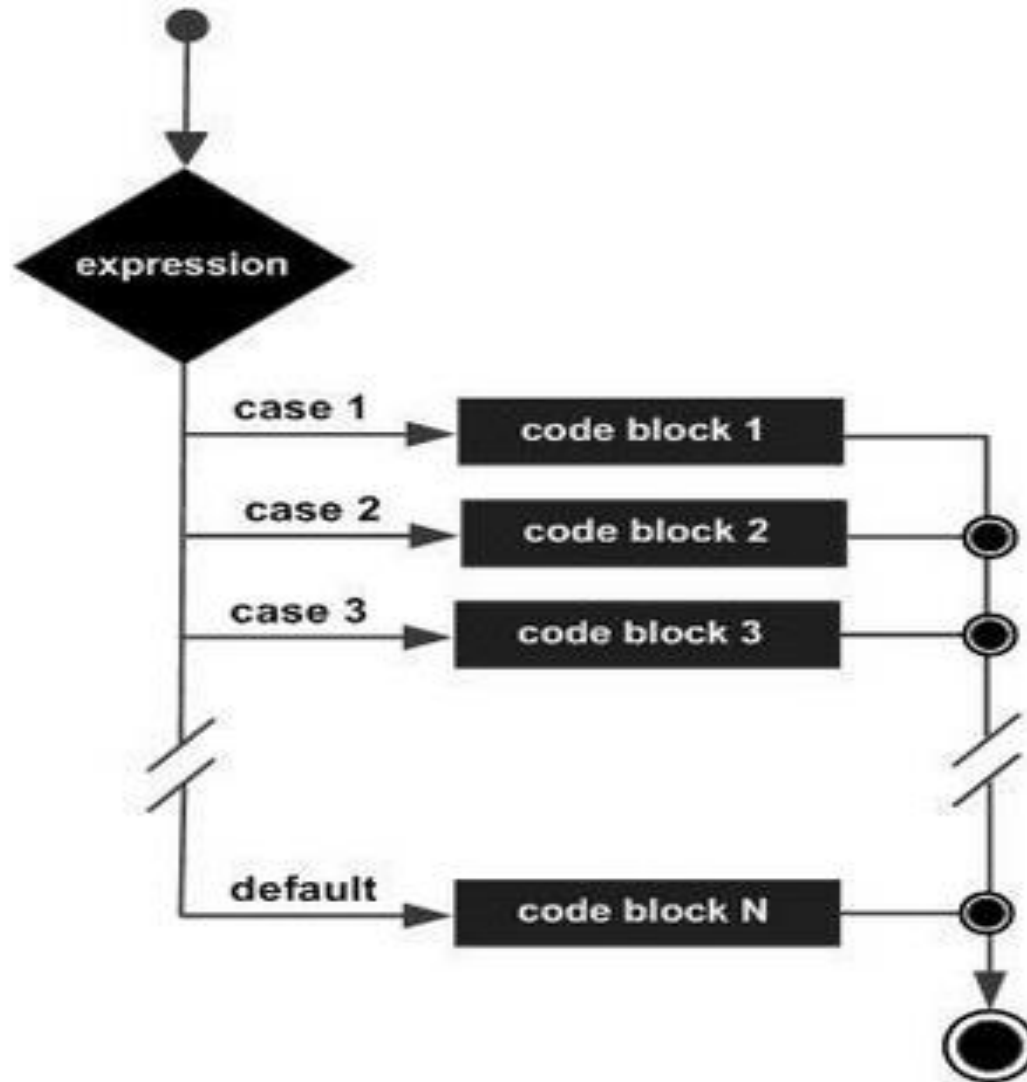 expression
case 1
code block 1
case 2
code block 2
case 3
code block 3
default
code block N